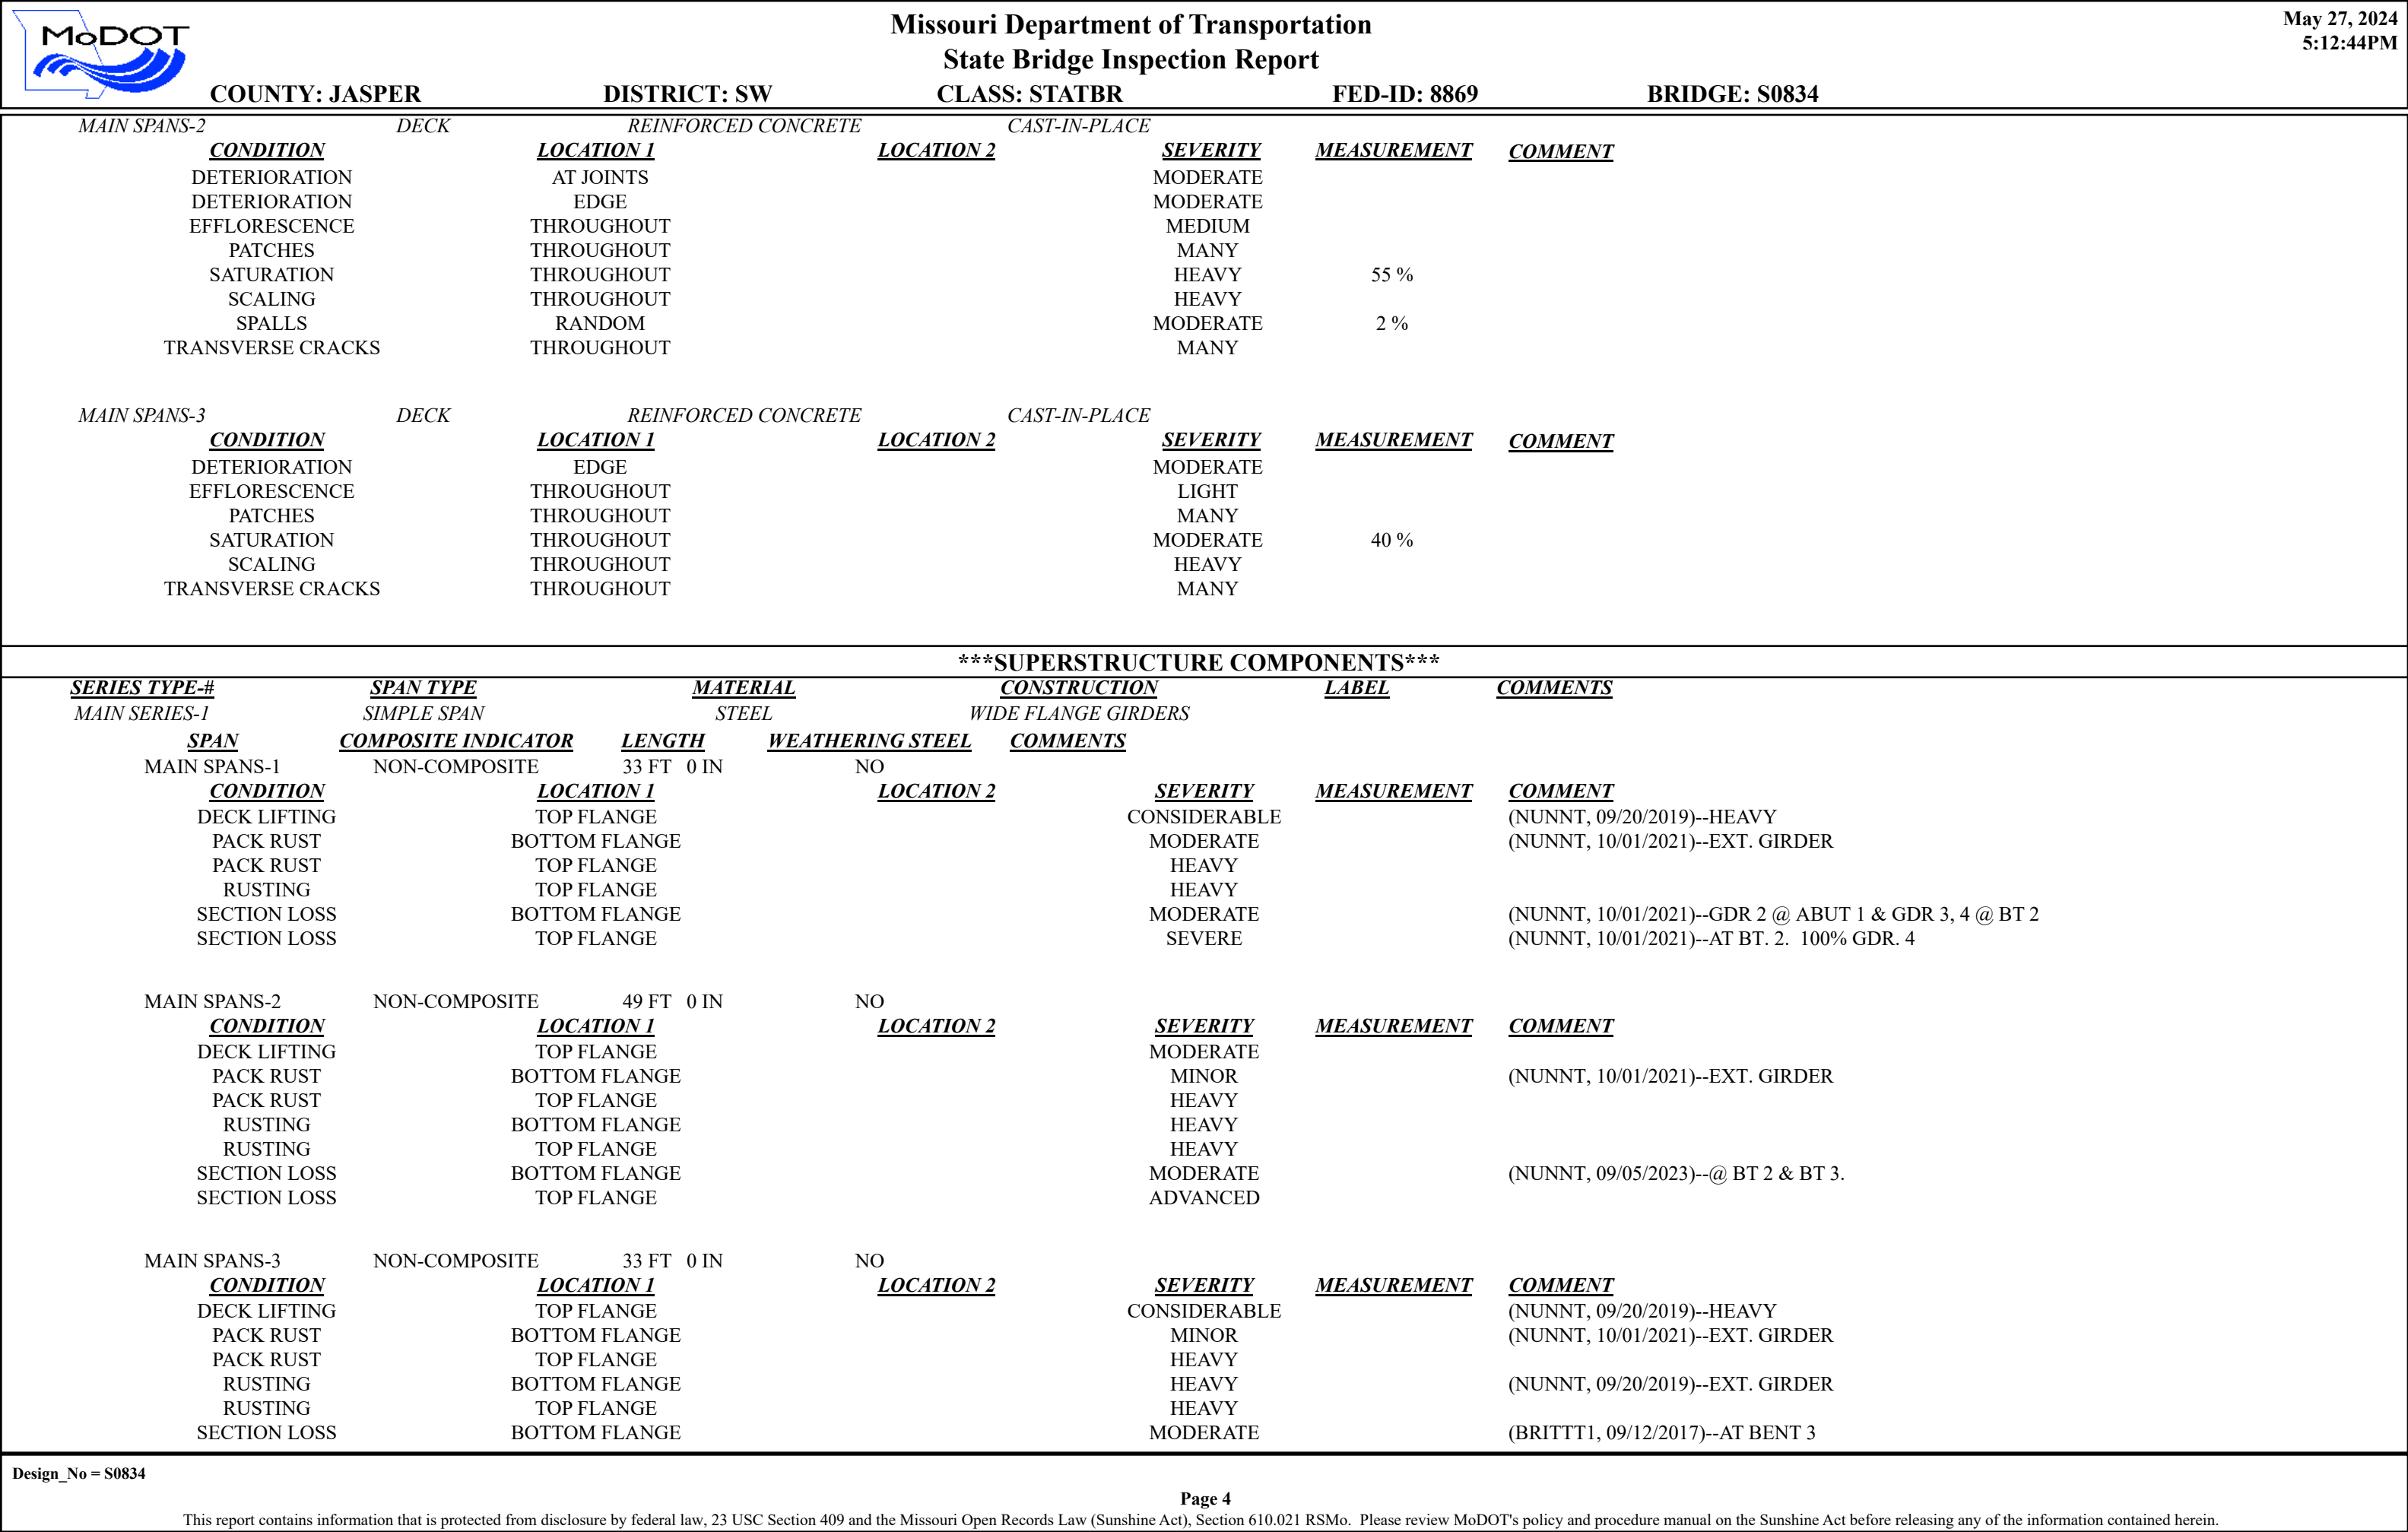 MoDOT
Missouri Department of Transportation
State Bridge Inspection Report
May 27, 2024
5:12:44PM
COUNTY: JASPER DISTRICT: SW CLASS: STATBR FED-ID: 8869 BRIDGE: S0834
MAIN SPANS-2 DECK REINFORCED CONCRETE CAST-IN-PLACE
CONDITION LOCATION 1 LOCATION 2 SEVERITY MEASUREMENT COMMENT
DETERIORATION AT JOINTS MODERATE
DETERIORATION EDGE MODERATE
EFFLORESCENCE THROUGHOUT MEDIUM
PATCHES THROUGHOUT MANY
SATURATION THROUGHOUT HEAVY 55 %
SCALING THROUGHOUT HEAVY
SPALLS RANDOM MODERATE 2 %
TRANSVERSE CRACKS THROUGHOUT MANY
MAIN SPANS-3 DECK REINFORCED CONCRETE CAST-IN-PLACE
CONDITION LOCATION 1 LOCATION 2 SEVERITY MEASUREMENT COMMENT
DETERIORATION EDGE MODERATE
EFFLORESCENCE THROUGHOUT LIGHT
PATCHES THROUGHOUT MANY
SATURATION THROUGHOUT MODERATE 40 %
SCALING THROUGHOUT HEAVY
TRANSVERSE CRACKS THROUGHOUT MANY
***SUPERSTRUCTURE COMPONENTS***
SERIES TYPE-# SPAN TYPE MATERIAL CONSTRUCTION LABEL COMMENTS
MAIN SERIES-1 SIMPLE SPAN STEEL WIDE FLANGE GIRDERS
SPAN COMPOSITE INDICATOR LENGTH WEATHERING STEEL COMMENTS
MAIN SPANS-1 NON-COMPOSITE 33 FT 0 IN NO
CONDITION LOCATION 1 LOCATION 2 SEVERITY MEASUREMENT COMMENT
DECK LIFTING TOP FLANGE CONSIDERABLE (NUNNT, 09/20/2019)--HEAVY
PACK RUST BOTTOM FLANGE MODERATE (NUNNT, 10/01/2021)--EXT. GIRDER
PACK RUST TOP FLANGE HEAVY
RUSTING TOP FLANGE HEAVY
SECTION LOSS BOTTOM FLANGE MODERATE (NUNNT, 10/01/2021)--GDR 2 @ ABUT 1 & GDR 3, 4 @ BT 2
SECTION LOSS TOP FLANGE SEVERE (NUNNT, 10/01/2021)--AT BT. 2. 100% GDR. 4
MAIN SPANS-2 NON-COMPOSITE 49 FT 0 IN NO
CONDITION LOCATION 1 LOCATION 2 SEVERITY MEASUREMENT COMMENT
DECK LIFTING TOP FLANGE MODERATE
PACK RUST BOTTOM FLANGE MINOR (NUNNT, 10/01/2021)--EXT. GIRDER
PACK RUST TOP FLANGE HEAVY
RUSTING BOTTOM FLANGE HEAVY
RUSTING TOP FLANGE HEAVY
SECTION LOSS BOTTOM FLANGE MODERATE (NUNNT, 09/05/2023)--@ BT 2 & BT 3.
SECTION LOSS TOP FLANGE ADVANCED
MAIN SPANS-3 NON-COMPOSITE 33 FT 0 IN NO
CONDITION LOCATION 1 LOCATION 2 SEVERITY MEASUREMENT COMMENT
DECK LIFTING TOP FLANGE CONSIDERABLE (NUNNT, 09/20/2019)--HEAVY
PACK RUST BOTTOM FLANGE MINOR (NUNNT, 10/01/2021)--EXT. GIRDER
PACK RUST TOP FLANGE HEAVY
RUSTING BOTTOM FLANGE HEAVY (NUNNT, 09/20/2019)--EXT. GIRDER
RUSTING TOP FLANGE HEAVY
SECTION LOSS BOTTOM FLANGE MODERATE (BRITTT1, 09/12/2017)--AT BENT 3
Design_No = S0834
Page 4
This report contains information that is protected from disclosure by federal law, 23 USC Section 409 and the Missouri Open Records Law (Sunshine Act), Section 610.021 RSMo. Please review MoDOT's policy and procedure manual on the Sunshine Act before releasing any of the information contained herein.